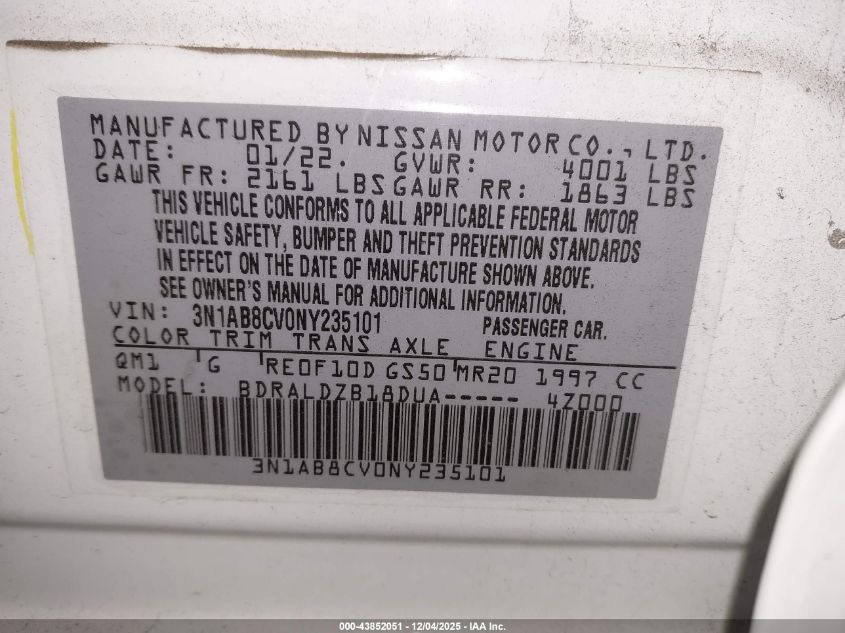 MANUFACTURED BY NISSAN MOTOR CO., LTD.
DATE: 01/22. GVWR: 4001 LBS
GAWR FR: 2161 LBS GAWR RR: 1863 LBS
THIS VEHICLE CONFORMS TO ALL APPLICABLE FEDERAL MOTOR
VEHICLE SAFETY, BUMPER AND THEFT PREVENTION STANDARDS
IN EFFECT ON THE DATE OF MANUFACTURE SHOWN ABOVE.
SEE OWNER'S MANUAL FOR ADDITIONAL INFORMATION.
VIN: 3N1AB8CV0NY235101 PASSENGER CAR.
COLOR TRIM TRANS AXLE ENGINE
QM1 G RE0F10D GS50 MR20 1997 CC
MODEL: BDRALDZB18DUA----- 4Z000
3N1AB8CV0NY235101
000-43852051 - 12/04/2025 - IAA Inc.